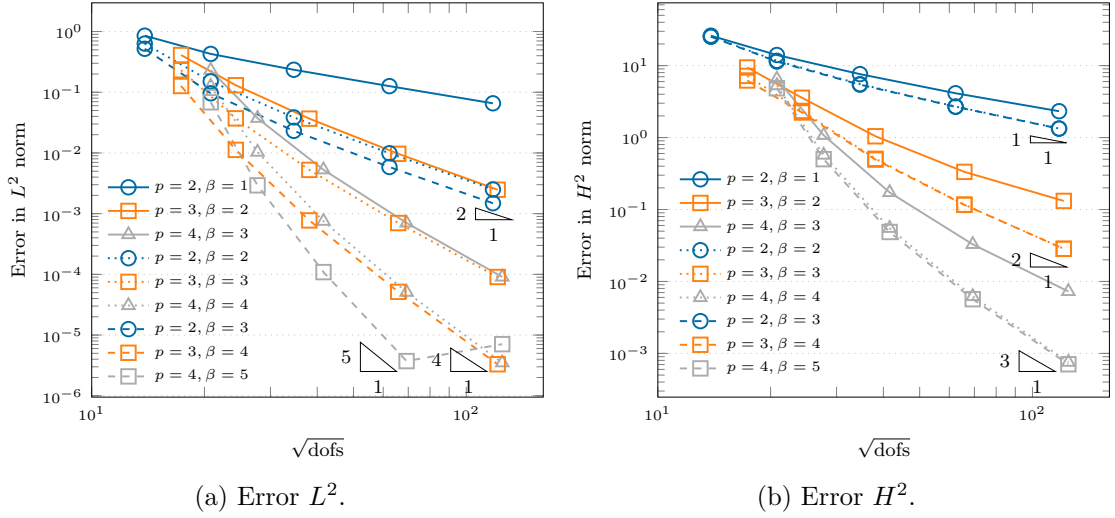 10^0
10^{-1}
10^{-2}
10^{-3}
10^{-4}
10^{-5}
10^{-6}
Error in L^2 norm
p = 2, β = 1
p = 3, β = 2
p = 4, β = 3
p = 2, β = 2
p = 3, β = 3
p = 4, β = 4
p = 2, β = 3
p = 3, β = 4
p = 4, β = 5
2
1
5
1
4
1
10^1
10^2
√dofs
(a) Error L^2.
10^1
10^0
10^{-1}
10^{-2}
10^{-3}
Error in H^2 norm
p = 2, β = 1
p = 3, β = 2
p = 4, β = 3
p = 2, β = 2
p = 3, β = 3
p = 4, β = 4
p = 2, β = 3
p = 3, β = 4
p = 4, β = 5
1
1
2
1
3
1
10^1
10^2
√dofs
(b) Error H^2.